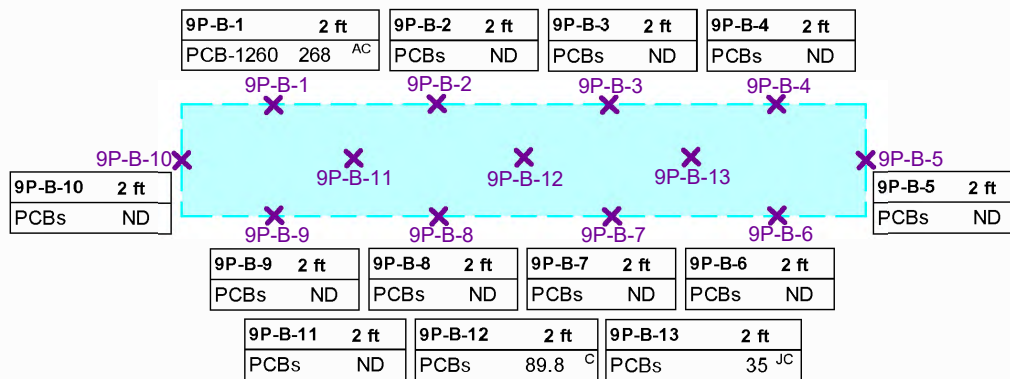 9P-B-1 2 ft
PCB-1260 268 AC
9P-B-2 2 ft
PCBs ND
9P-B-3 2 ft
PCBs ND
9P-B-4 2 ft
PCBs ND
9P-B-1
9P-B-2
9P-B-3
9P-B-4
9P-B-10
9P-B-11
9P-B-12
9P-B-13
9P-B-5
9P-B-10 2 ft
PCBs ND
9P-B-5 2 ft
PCBs ND
9P-B-9
9P-B-8
9P-B-7
9P-B-6
9P-B-9 2 ft
PCBs ND
9P-B-8 2 ft
PCBs ND
9P-B-7 2 ft
PCBs ND
9P-B-6 2 ft
PCBs ND
9P-B-11 2 ft
PCBs ND
9P-B-12 2 ft
PCBs 89.8 C
9P-B-13 2 ft
PCBs 35 JC